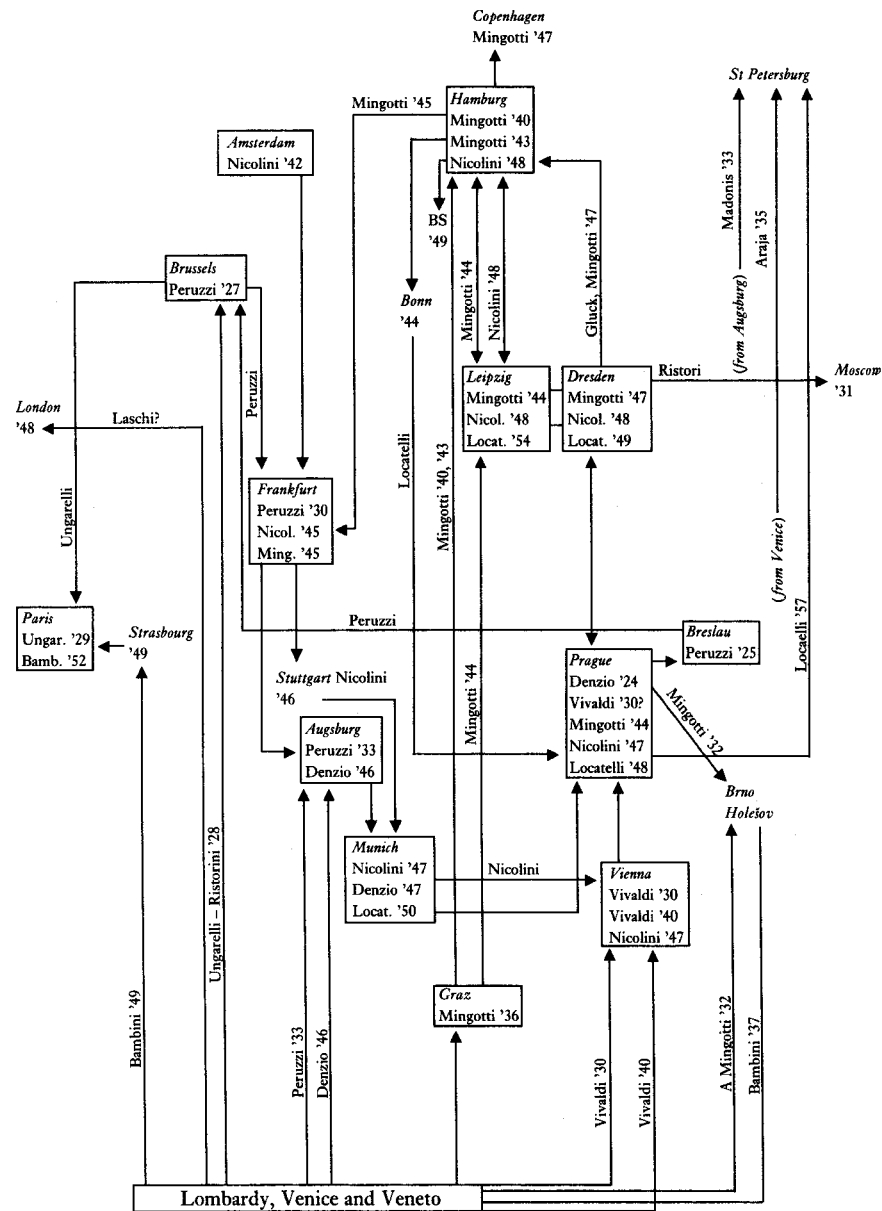 Copenhagen
Mingotti '47
St Petersburg
Mingotti '45
Hamburg
Mingotti '40
Mingotti '43
Nicolini '48
Amsterdam
Nicolini '42
Madonis '33
Araja '35
BS
'49
Gluck, Mingotti '47
Brussels
Peruzzi '27
Mingotti '44
Nicolini '48
Bonn
'44
(from Augsburg)
Peruzzi
Leipzig
Mingotti '44
Nicol. '48
Locat. '54
Dresden
Mingotti '47
Nicol. '48
Locat. '49
Ristori
Moscow
'31
London
'48
Laschi?
Locatelli
Mingotti '40, '43
Ungarelli
Frankfurt
Peruzzi '30
Nicol. '45
Ming. '45
(from Venice)
Locaelli '57
Paris
Ungar. '29
Bamb. '52
Strasbourg
'49
Peruzzi
Breslau
Peruzzi '25
Prague
Denzio '24
Vivaldi '30?
Mingotti '44
Nicolini '47
Locatelli '48
Mingotti '32
Stuttgart Nicolini
'46
Mingotti '44
Augsburg
Peruzzi '33
Denzio '46
Brno
Holešov
Munich
Nicolini '47
Denzio '47
Locat. '50
Nicolini
Vienna
Vivaldi '30
Vivaldi '40
Nicolini '47
Ungarelli – Ristorini '28
Graz
Mingotti '36
Bambini '49
Peruzzi '33
Denzio '46
Vivaldi '30
Vivaldi '40
A Mingotti '32
Bambini '37
Lombardy, Venice and Veneto